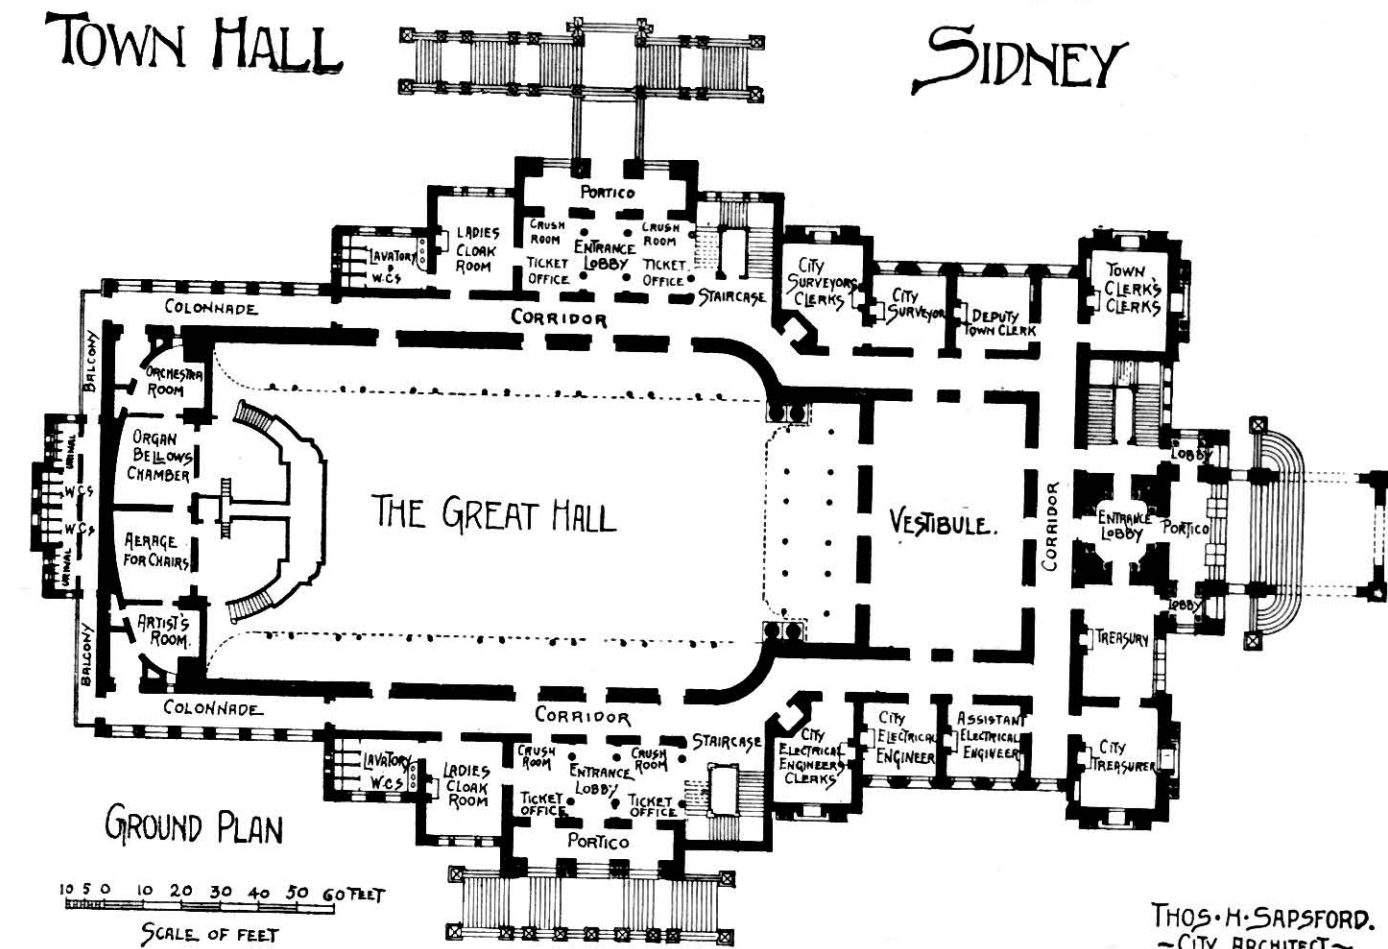 TOWN HALL
SIDNEY
PORTICO
CRUSH
ROOM
CRUSH
ROOM
ENTRANCE
LOBBY
TICKET
OFFICE
TICKET
OFFICE
LADIES
CLOAK
ROOM
LAVATORY
W.CS
STAIRCASE
CITY
SURVEYORS
CLERKS
CITY
SURVEYOR
DEPUTY
TOWN CLERK
TOWN
CLERK'S
CLERKS
COLONNADE
CORRIDOR
BALCONY
ORCHESTRA
ROOM
ORGAN
BELLOWS
CHAMBER
URINAL
W.CS
W.CS
URINAL
AERAGE
FOR CHAIRS
ARTIST'S
ROOM.
BALCONY
THE GREAT HALL
VESTIBULE.
CORRIDOR
LOBBY
ENTRANCE
LOBBY
PORTICO
LOBBY
TREASURY
COLONNADE
CORRIDOR
LAVATORY
W.CS
LADIES
CLOAK
ROOM
CRUSH
ROOM
CRUSH
ROOM
ENTRANCE
LOBBY
TICKET
OFFICE
TICKET
OFFICE
PORTICO
STAIRCASE
CITY
ELECTRICAL
ENGINEERS
CLERKS
CITY
ELECTRICAL
ENGINEER
ASSISTANT
ELECTRICAL
ENGINEER
CITY
TREASURER
GROUND PLAN
10 5 0 10 20 30 40 50 60 FEET
SCALE OF FEET
THOS. H. SAPSFORD.
~CITY ARCHITECT~